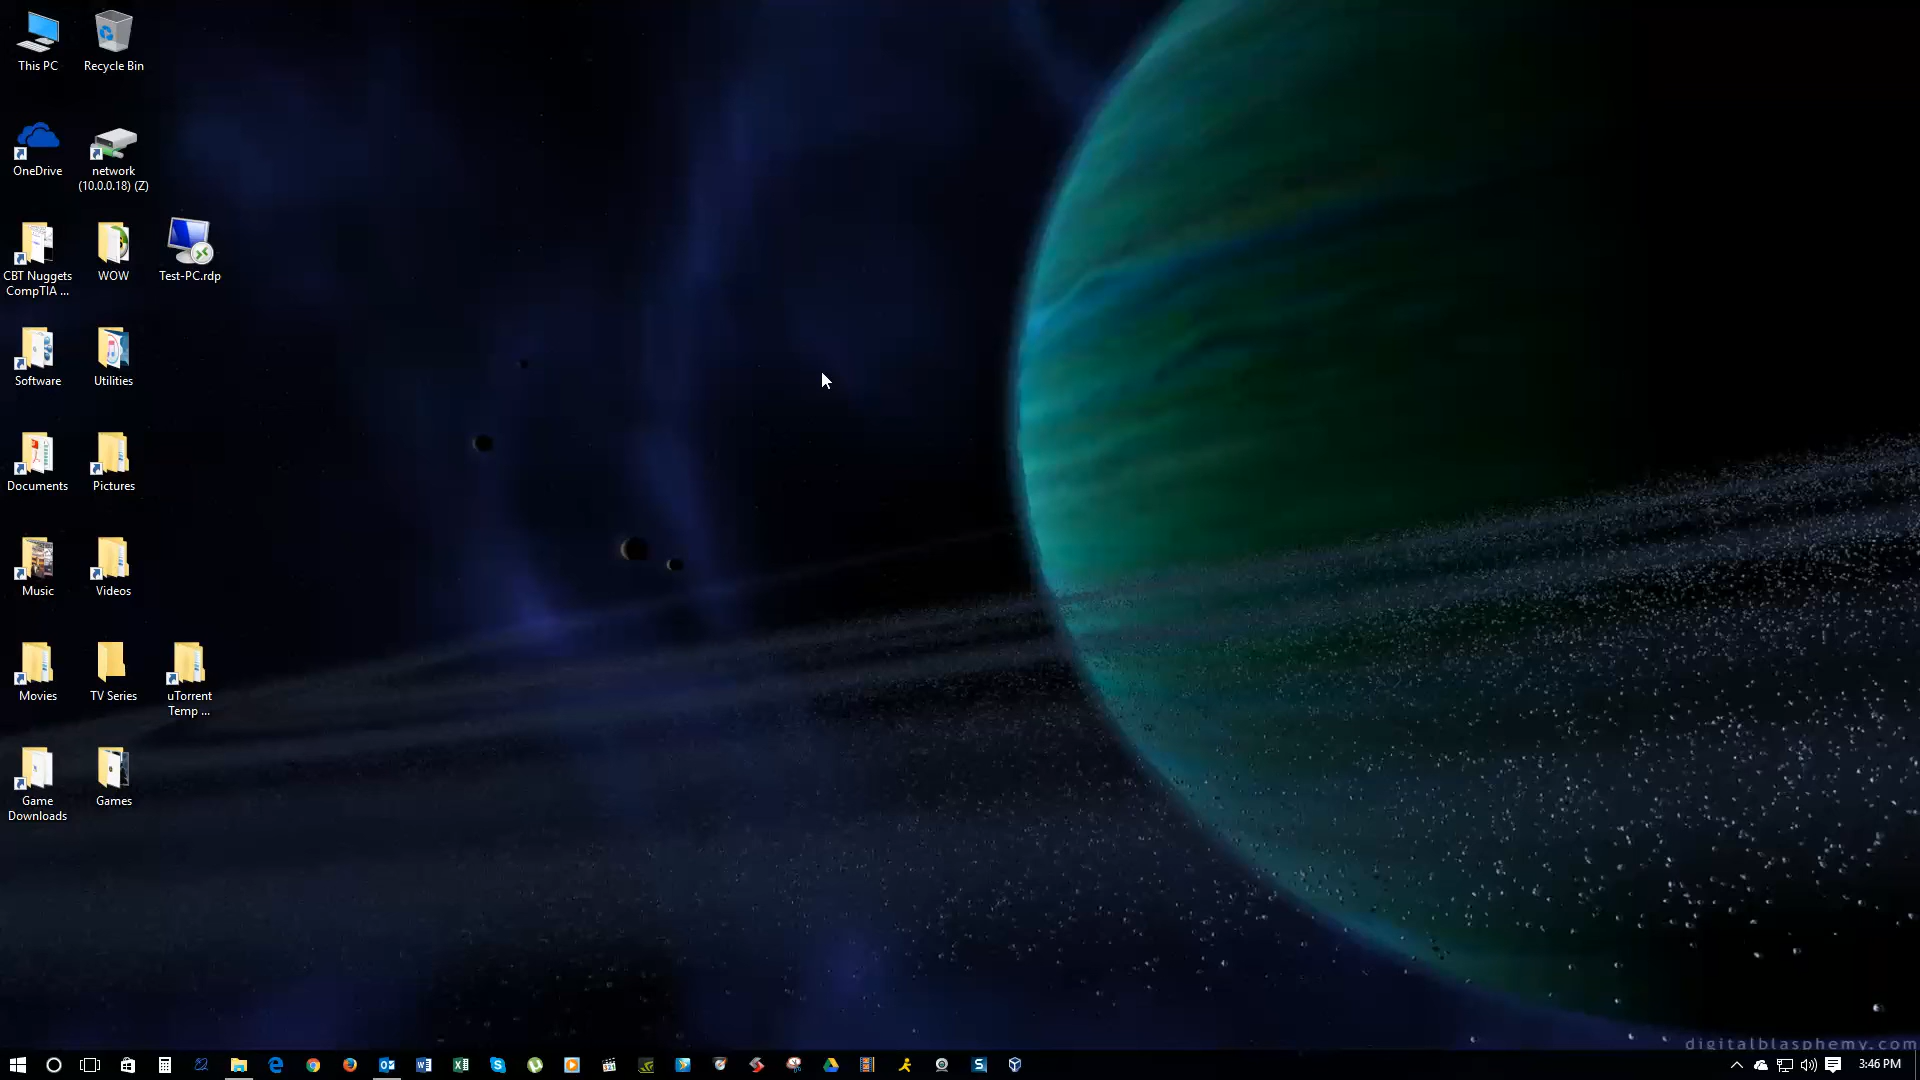 This PC
Recycle Bin
OneDrive
network
(10.0.0.18) (Z)
CBT Nuggets
CompTIA ...
WOW
Test-PC.rdp
Software
Utilities
Documents
Pictures
Music
Videos
Movies
TV Series
uTorrent
Temp ...
Game
Downloads
Games
digitalblasphemy.com
3:46 PM